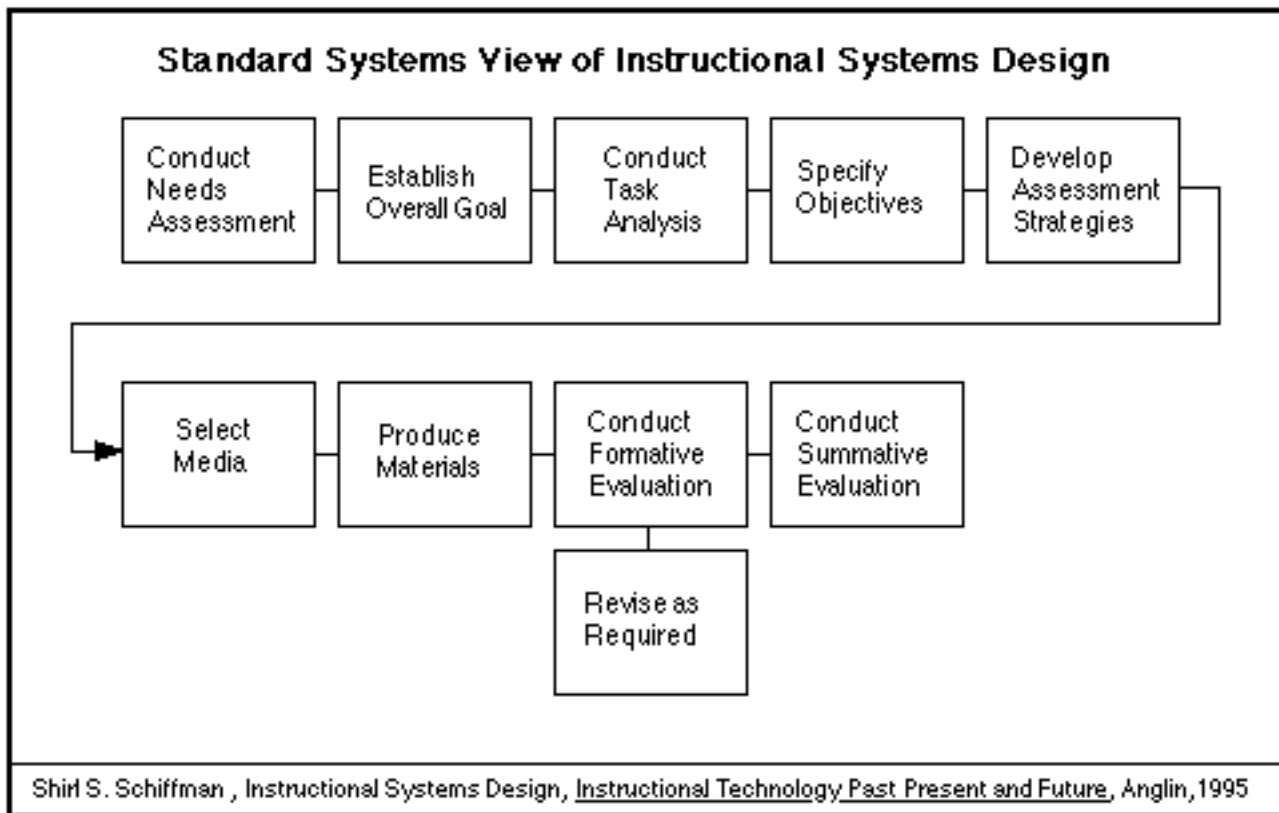 Standard Systems View of Instructional Systems Design
Conduct
Needs
Assessment
Establish
Overall Goal
Conduct
Task
Analysis
Specify
Objectives
Develop
Assessment
Strategies
Select
Media
Produce
Materials
Conduct
Formative
Evaluation
Conduct
Summative
Evaluation
Revise as
Required
Shirl S. Schiffman , Instructional Systems Design, Instructional Technology Past Present and Future, Anglin,1995